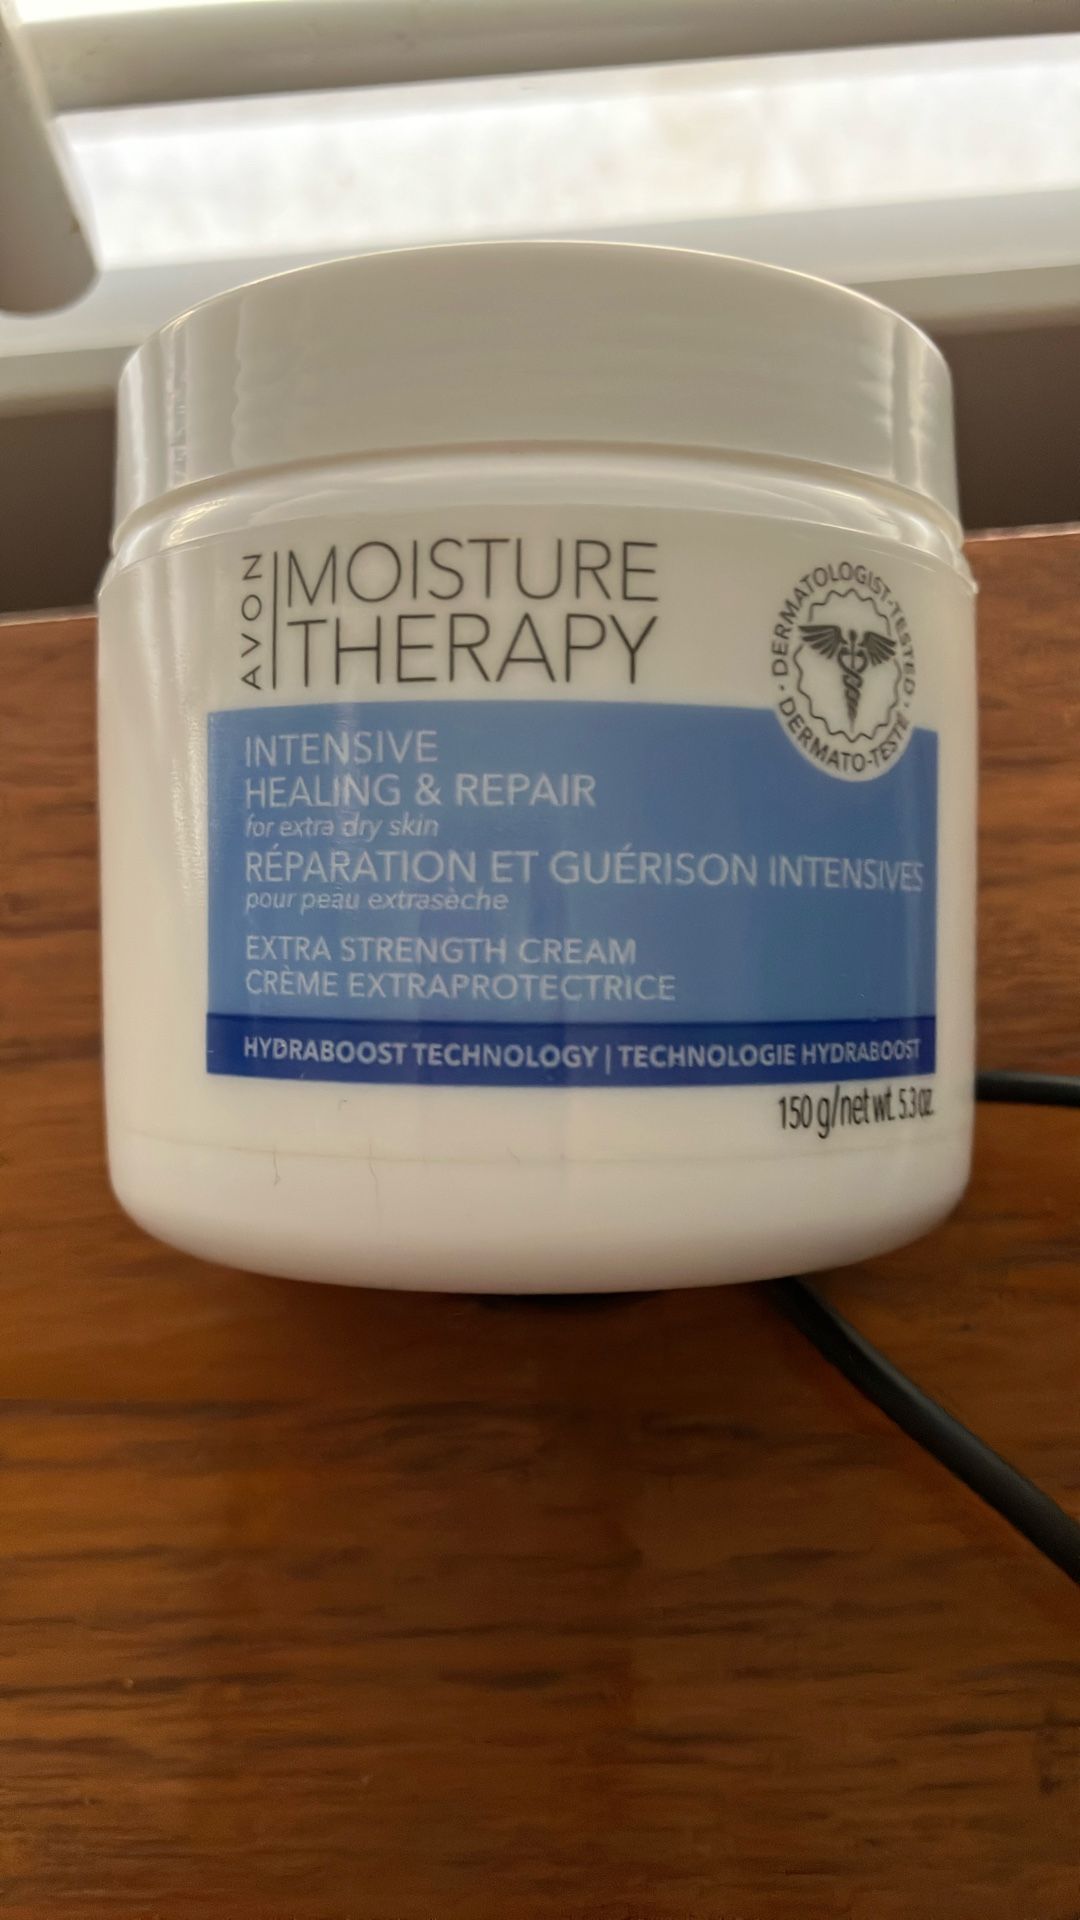 AVON
MOISTURE
THERAPY
DERMATOLOGIST-TESTED
DERMATO-TESTÉ
INTENSIVE
HEALING & REPAIR
for extra dry skin
RÉPARATION ET GUÉRISON INTENSIVES
pour peau extrasèche
EXTRA STRENGTH CREAM
CRÈME EXTRAPROTECTRICE
HYDRABOOST TECHNOLOGY | TECHNOLOGIE HYDRABOOST
150 g/net wt. 5.3 oz.